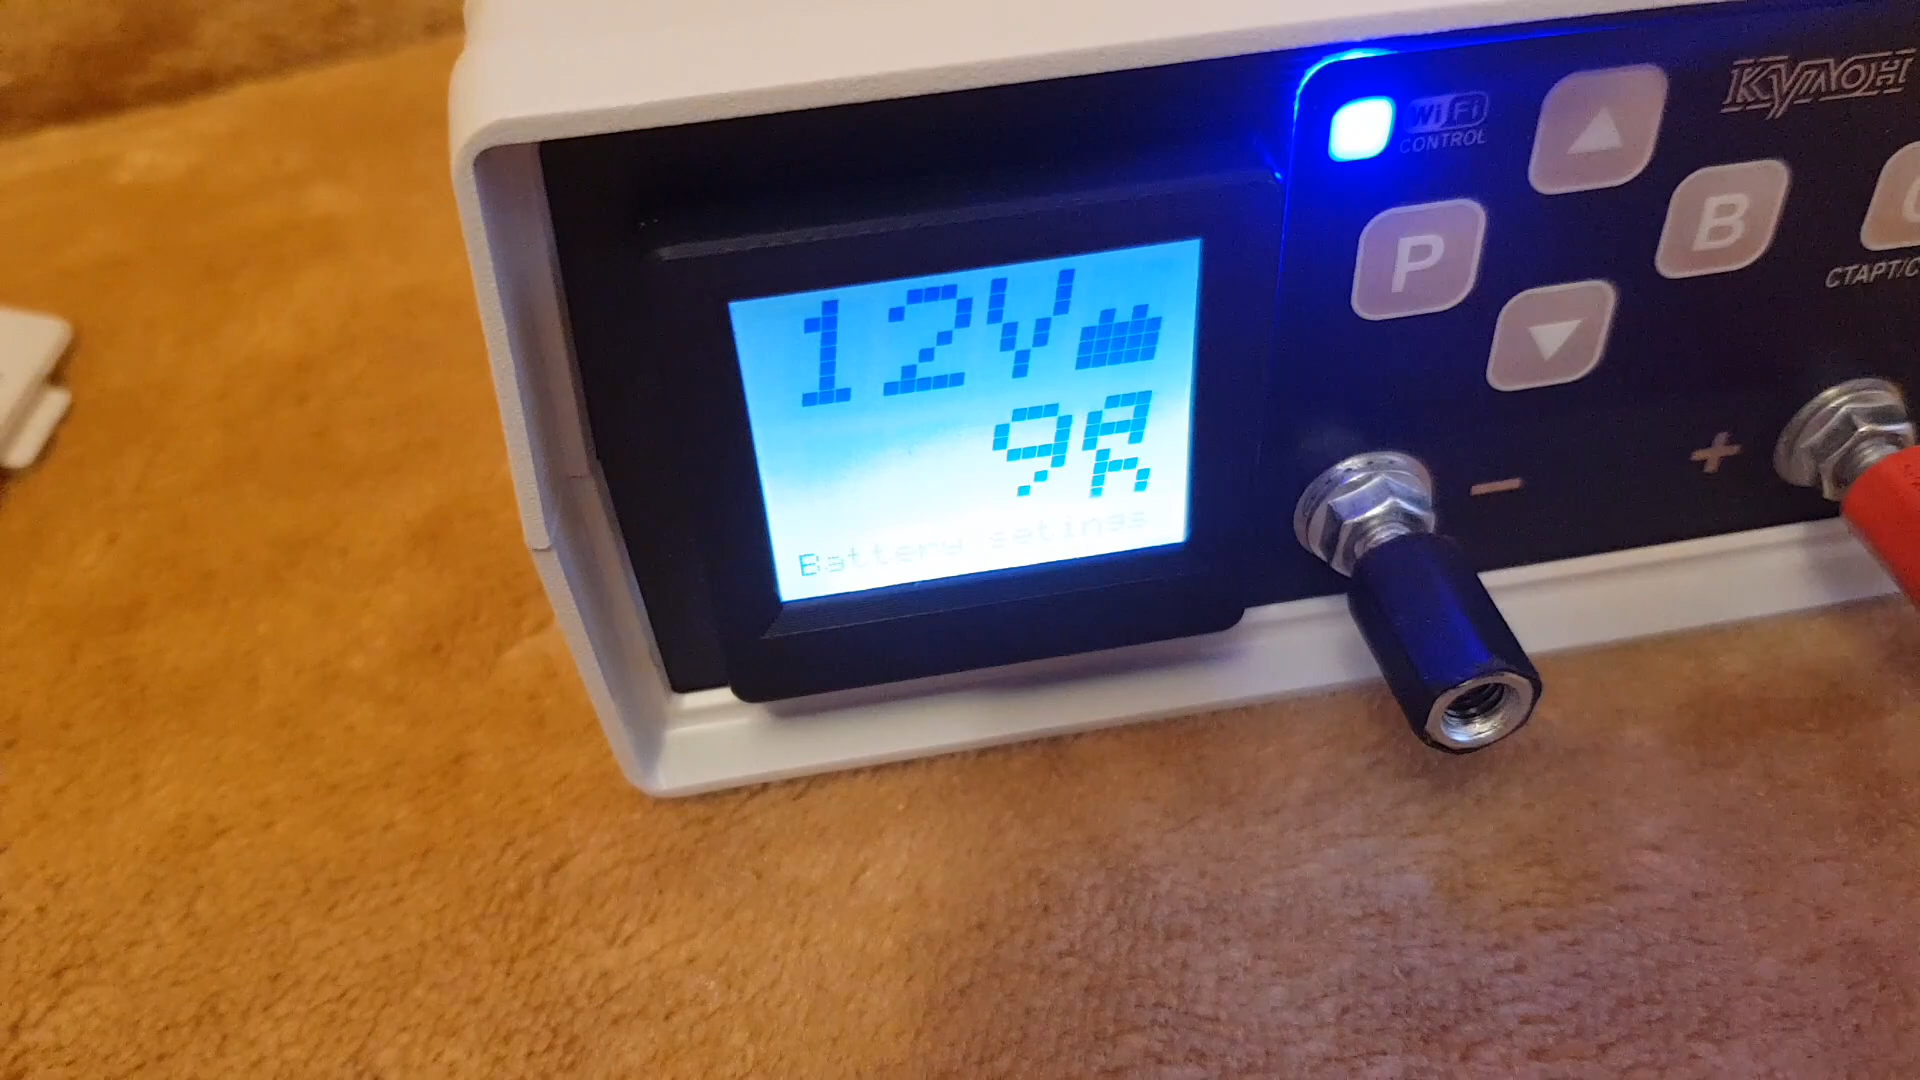 12V
9Ah
Battery setings
WiFi
CONTROL
КУЛОН
P
B
СТАРТ/С
−
+